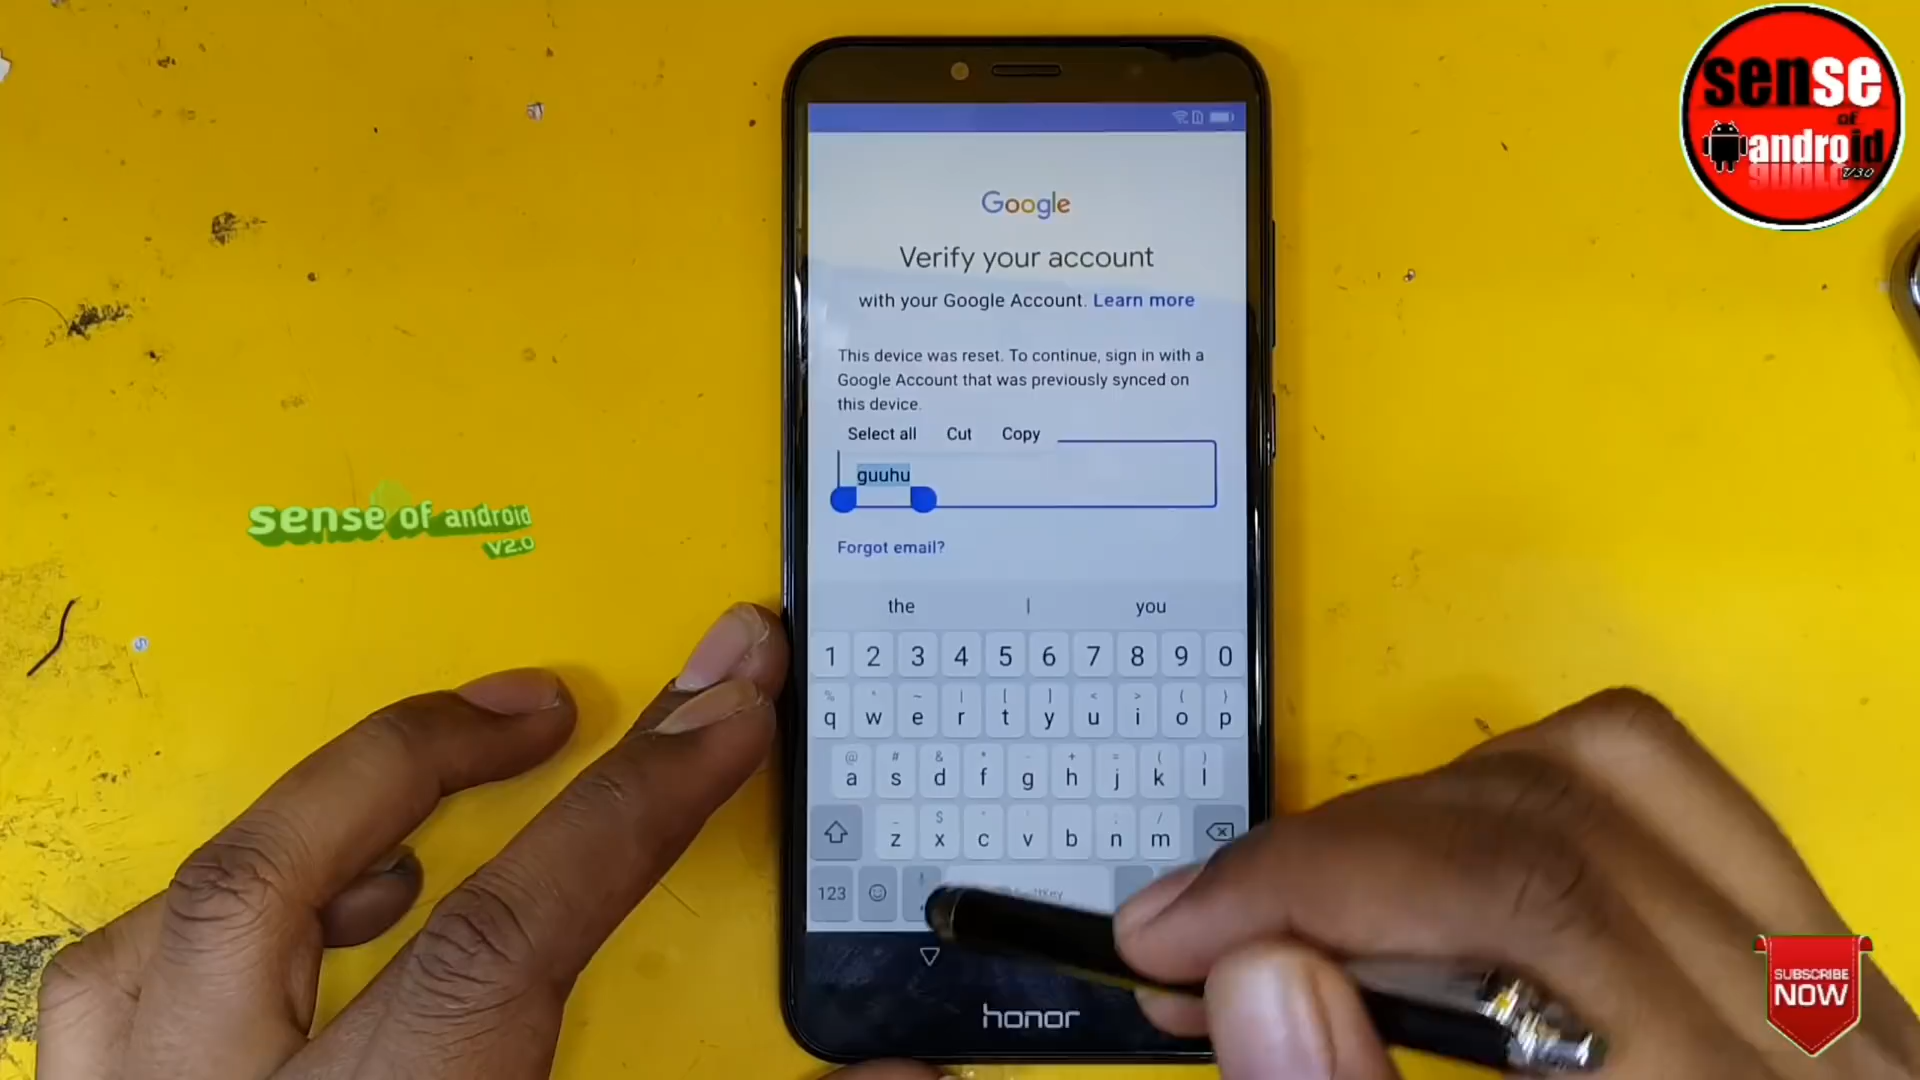 sense
of
android
V3.0
Google
Verify your account
with your Google Account. Learn more
This device was reset. To continue, sign in with a
Google Account that was previously synced on
this device.
Select all Cut Copy
guuhu
Forgot email?
sense of android
V2.0
the | you
1 2 3 4 5 6 7 8 9 0
% ^ ~ | [ ] < > { }
q w e r t y u i o p
@ # & * - + = ( )
a s d f g h j k l
z x c v b n m
123
honor
SUBSCRIBE
NOW